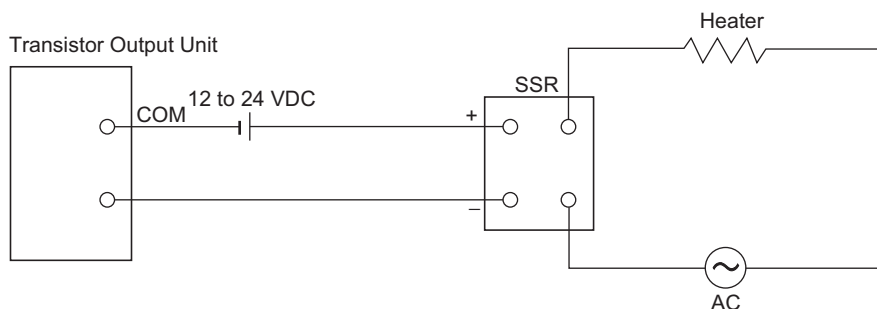 Heater
Transistor Output Unit
SSR
12 to 24 VDC
COM
+
–
~
AC